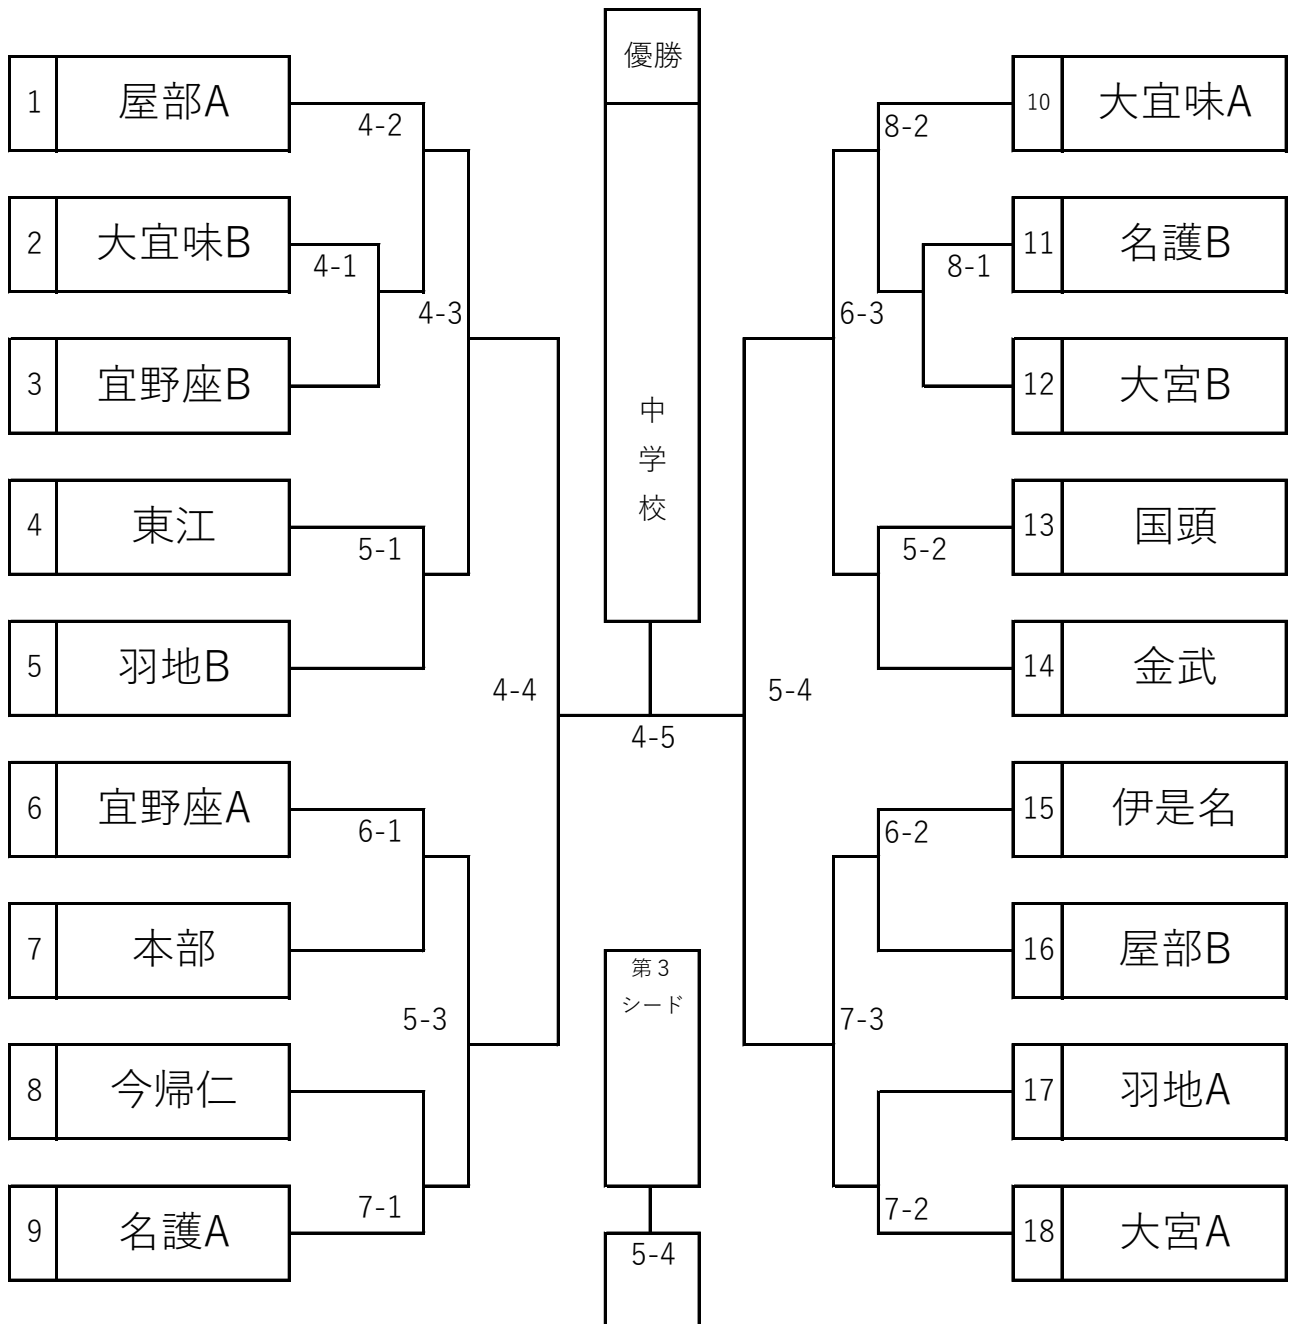 優勝
中
学
校
1 屋部A
4-2
2 大宜味B
4-1
4-3
3 宜野座B
4 東江
5-1
5 羽地B
4-4
6 宜野座A
6-1
7 本部
5-3
8 今帰仁
7-1
9 名護A
4-5
第3
シード
5-4
10 大宜味A
8-2
11 名護B
8-1
6-3
12 大宮B
13 国頭
5-2
14 金武
5-4
15 伊是名
6-2
16 屋部B
7-3
17 羽地A
7-2
18 大宮A